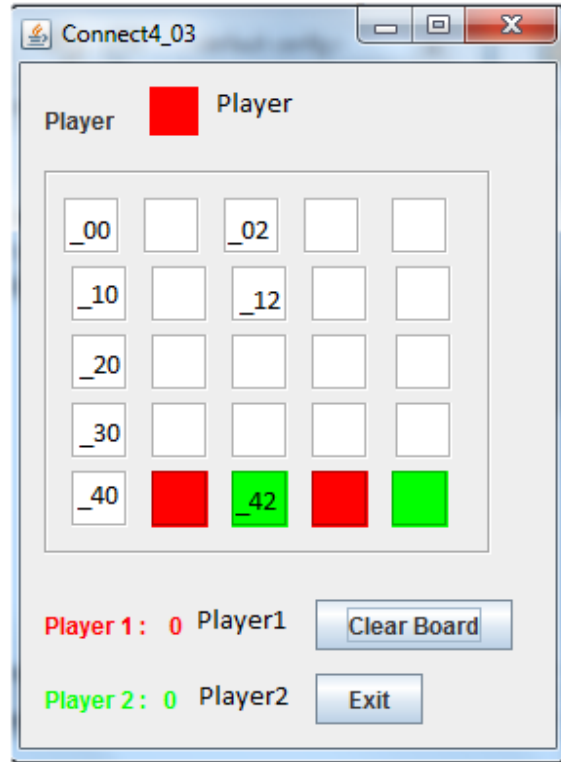 Connect4_03
Player Player
_00 _02
_10 _12
_20
_30
_40 _42
Player 1 : 0 Player1 Clear Board
Player 2 : 0 Player2 Exit